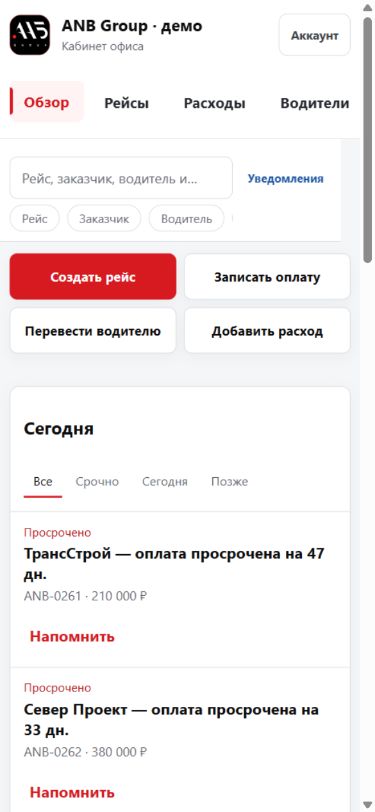 ANB Group · демо
Кабинет офиса
Аккаунт
Обзор Рейсы Расходы Водители
Рейс, заказчик, водитель и...
Уведомления
Рейс Заказчик Водитель
Создать рейс
Записать оплату
Перевести водителю
Добавить расход
Сегодня
Все Срочно Сегодня Позже
Просрочено
ТрансСтрой — оплата просрочена на 47
дн.
ANB-0261 · 210 000 ₽
Напомнить
Просрочено
Север Проект — оплата просрочена на
33 дн.
ANB-0262 · 380 000 ₽
Напомнить